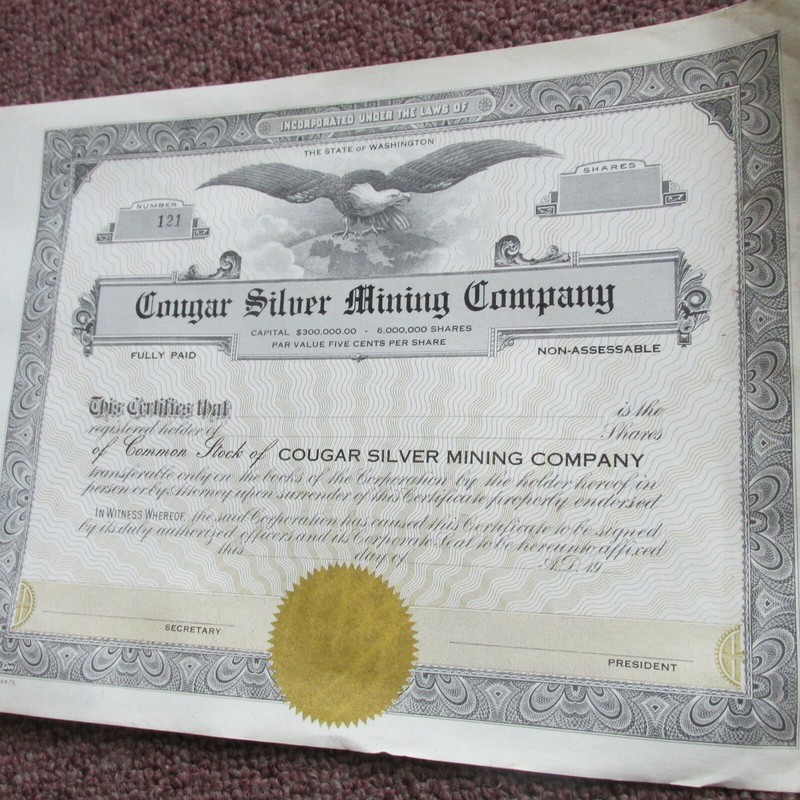 INCORPORATED UNDER THE LAWS OF
THE STATE OF WASHINGTON
NUMBER
121
SHARES
Cougar Silver Mining Company
CAPITAL $300,000.00 - 6,000,000 SHARES
PAR VALUE FIVE CENTS PER SHARE
FULLY PAID
NON-ASSESSABLE
This Certifies that is the
registered holder of Shares
of Common Stock of COUGAR SILVER MINING COMPANY
transferable only on the books of the Corporation by the holder hereof in
person or by Attorney upon surrender of this Certificate properly endorsed.
IN WITNESS WHEREOF, the said Corporation has caused this Certificate to be signed
by its duly authorized officers and its Corporate Seal to be hereunto affixed
this day of A.D. 19
SECRETARY
PRESIDENT